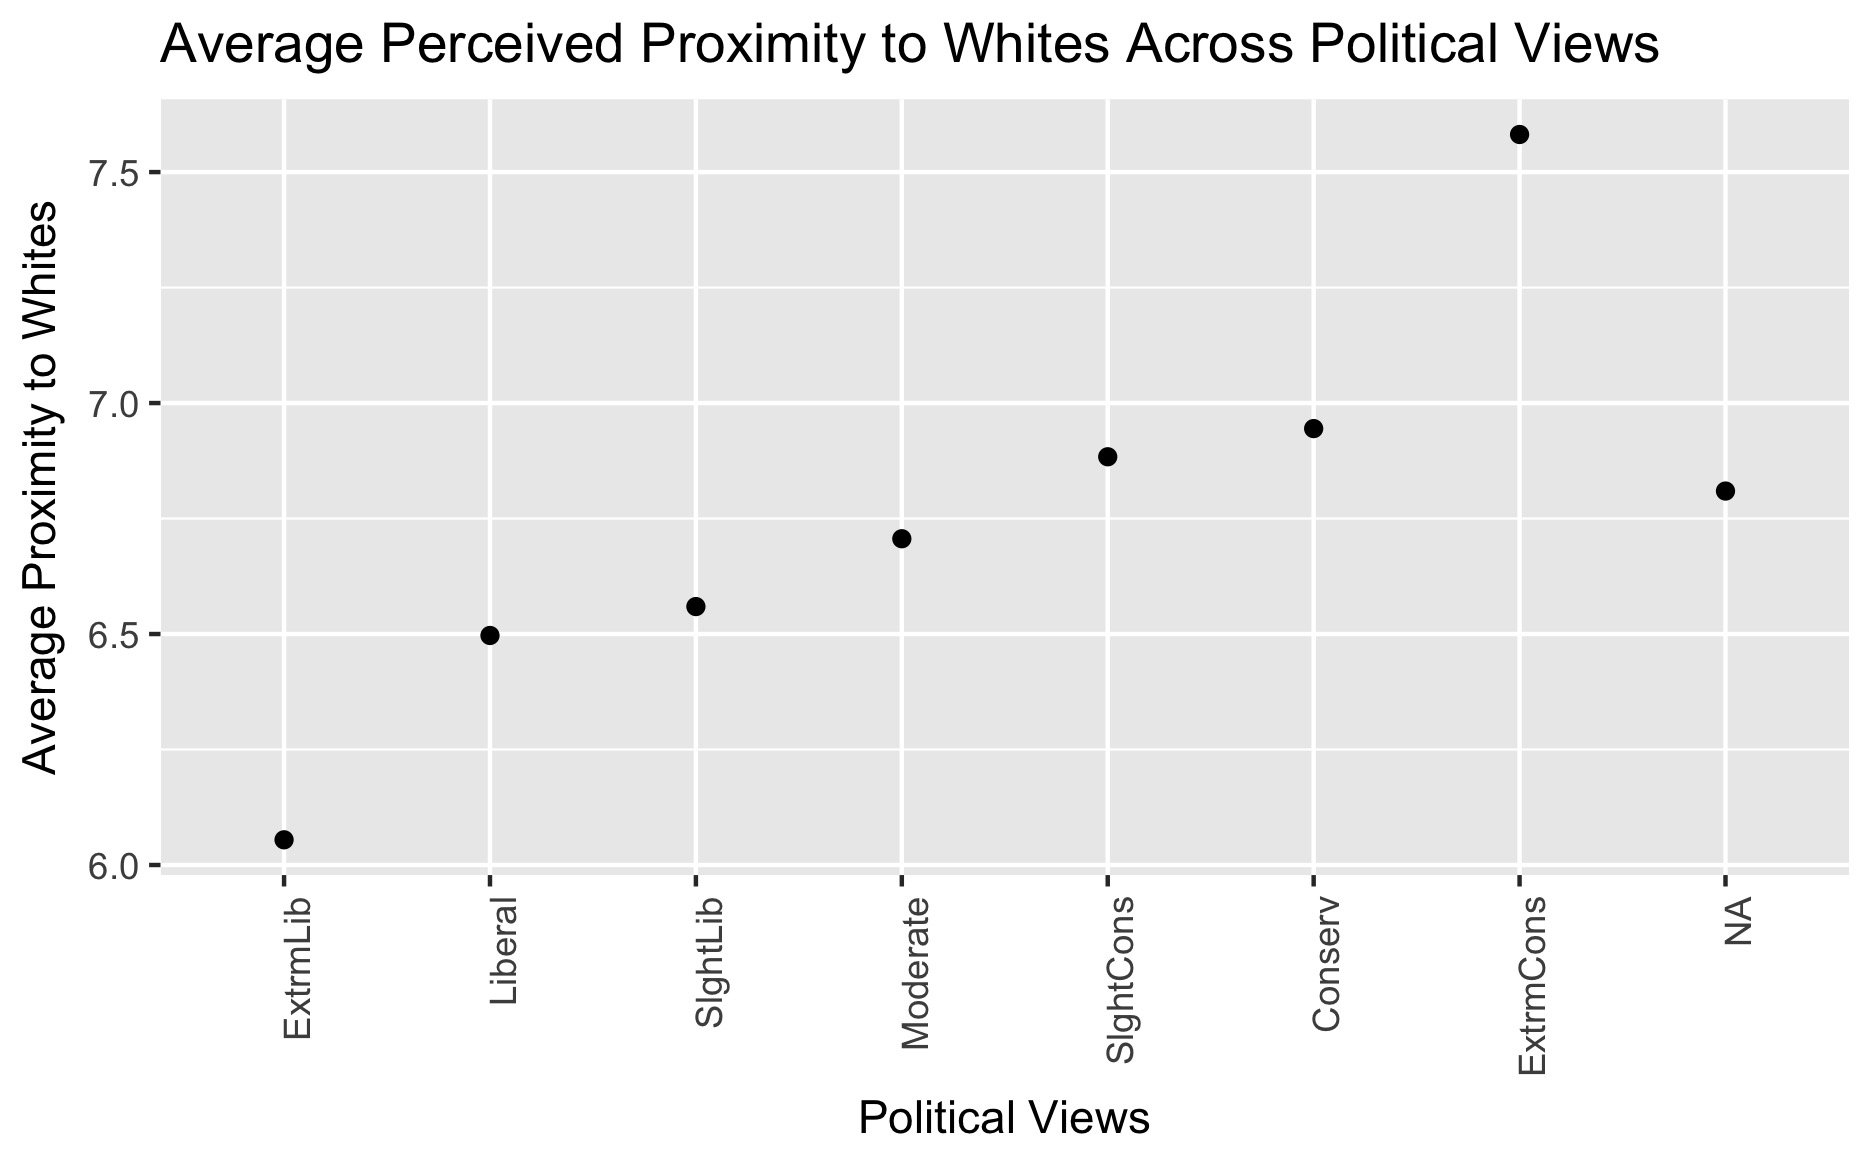 Average Perceived Proximity to Whites Across Political Views
Average Proximity to Whites
7.5
7.0
6.5
6.0
ExtrmLib
Liberal
SlghtLib
Moderate
SlghtCons
Conserv
ExtrmCons
NA
Political Views